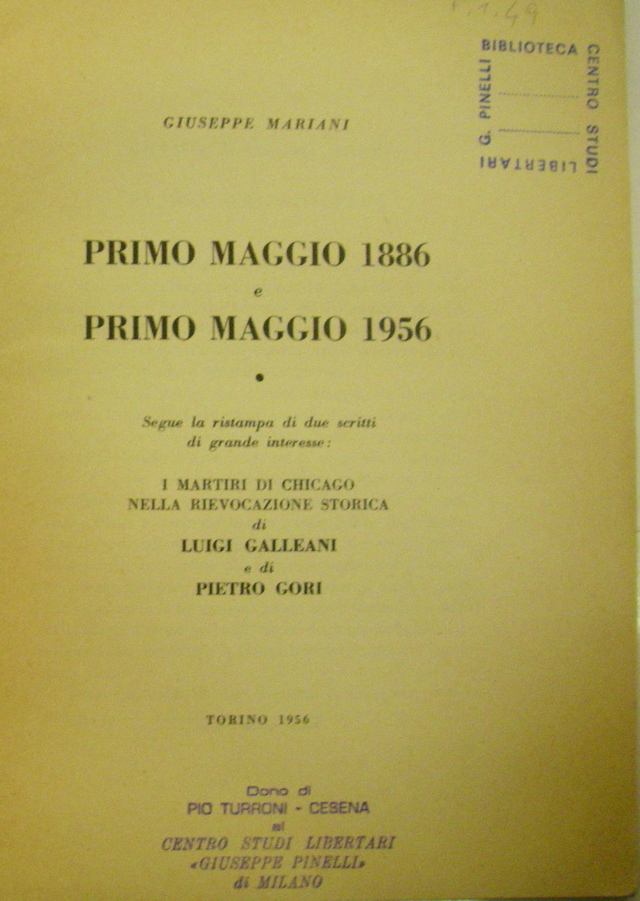 F.1.49
BIBLIOTECA
CENTRO STUDI
LIBERTARI
G. PINELLI
GIUSEPPE MARIANI
PRIMO MAGGIO 1886
e
PRIMO MAGGIO 1956
•
Segue la ristampa di due scritti
di grande interesse:
I MARTIRI DI CHICAGO
NELLA RIEVOCAZIONE STORICA
di
LUIGI GALLEANI
e di
PIETRO GORI
TORINO 1956
Dono di
PIO TURRONI - CESENA
al
CENTRO STUDI LIBERTARI
«GIUSEPPE PINELLI»
di MILANO